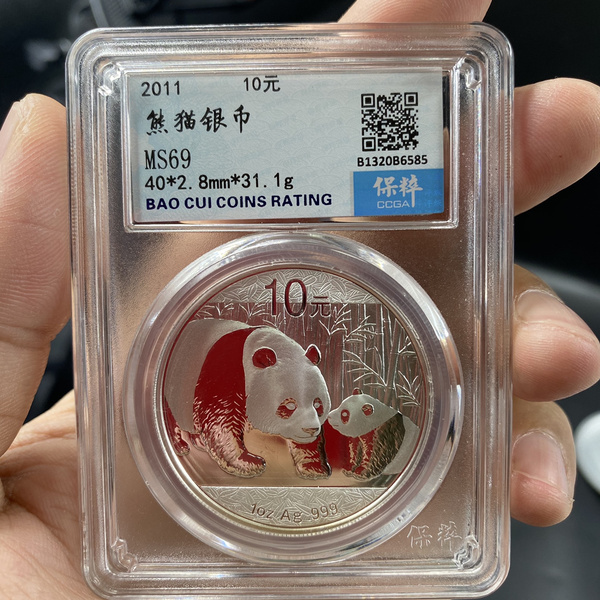 2011 10元
熊猫银币
MS69
40*2.8mm*31.1g
BAO CUI COINS RATING
B1320B6585
保粹
CCGA
10元
1oz Ag .999
保粹